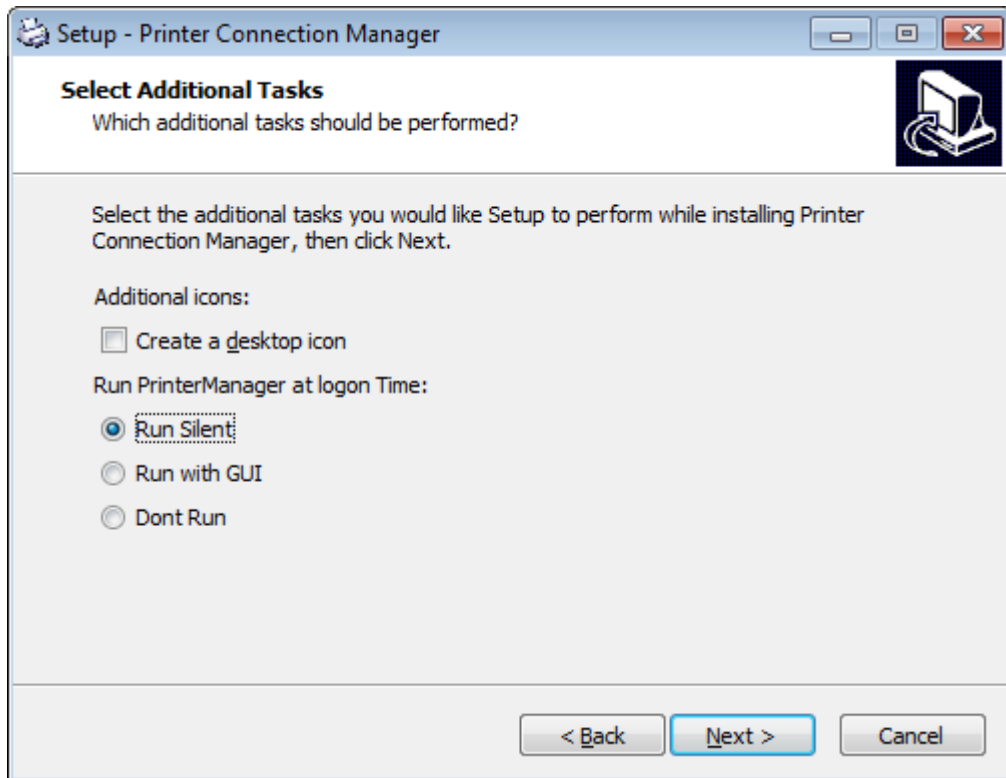 Setup - Printer Connection Manager
Select Additional Tasks
Which additional tasks should be performed?
Select the additional tasks you would like Setup to perform while installing Printer
Connection Manager, then click Next.
Additional icons:
Create a desktop icon
Run PrinterManager at logon Time:
Run Silent
Run with GUI
Dont Run
< Back
Next >
Cancel